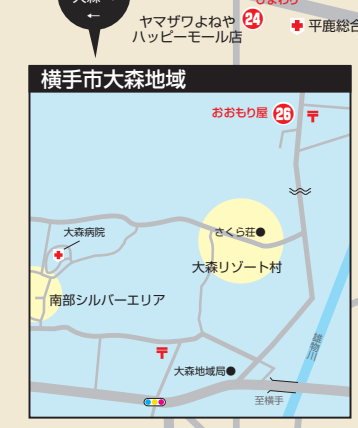 大森
←
ヤマザワよねや
ハッピーモール店
24
平鹿総合
横手市大森地域
おおもり屋 26
〒
大森病院
さくら荘●
大森リゾート村
南部シルバーエリア
〒
大森地域局●
雄物川
至横手